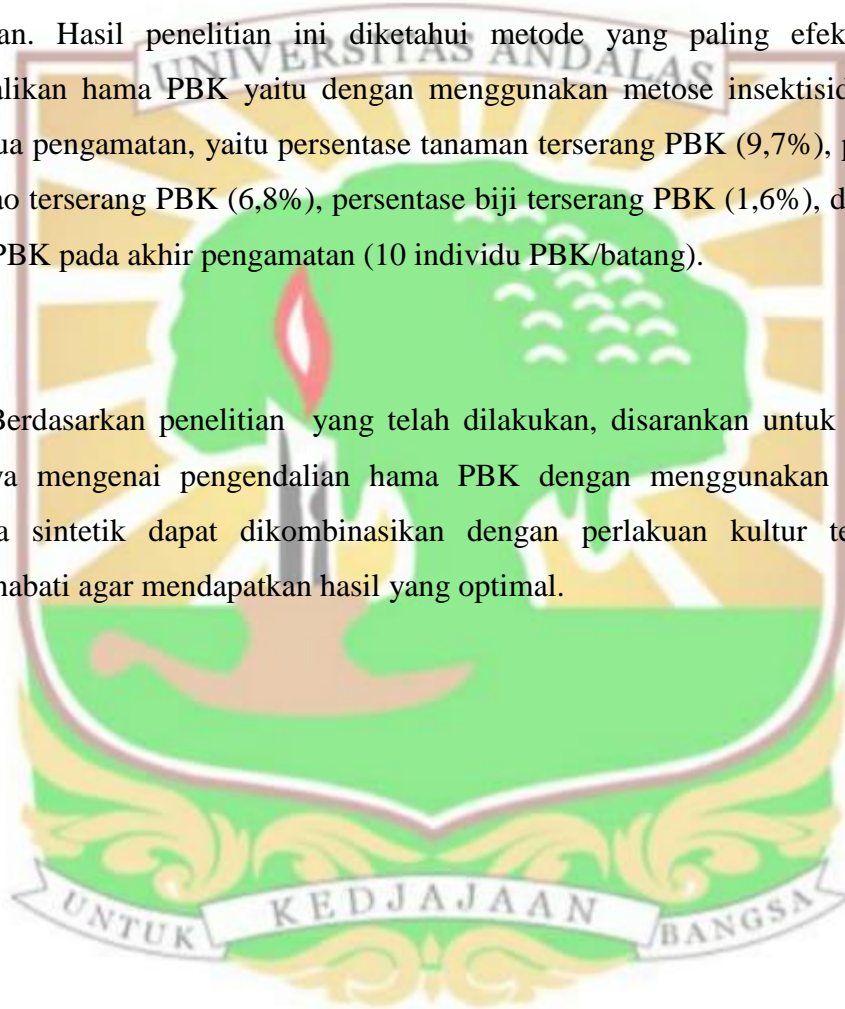 an. Hasil penelitian ini diketahui metode yang paling efek
UNIVERSITAS ANDALAS
alikan hama PBK yaitu dengan menggunakan metose insektisid
ua pengamatan, yaitu persentase tanaman terserang PBK (9,7%), p
ao terserang PBK (6,8%), persentase biji terserang PBK (1,6%), d
PBK pada akhir pengamatan (10 individu PBK/batang).
Berdasarkan penelitian yang telah dilakukan, disarankan untuk
ya mengenai pengendalian hama PBK dengan menggunakan
a sintetik dapat dikombinasikan dengan perlakuan kultur te
nabati agar mendapatkan hasil yang optimal.
UNTUK KEDJAJAAN BANGSA